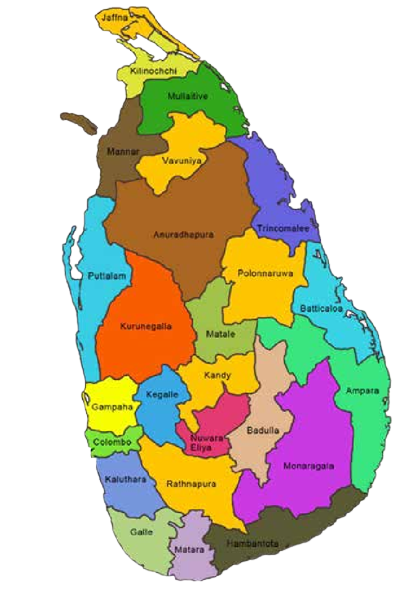 Jaffna
Kilinochchi
Mullaitive
Mannar
Vavuniya
Anuradhapura
Trincomalee
Puttalam
Polonnaruwa
Batticaloa
Kurunegalla
Matale
Kandy
Ampara
Kegalle
Gampaha
Nuwara
Eliya
Badulla
Colombo
Monaragala
Kaluthara
Rathnapura
Galle
Matara
Hambantota